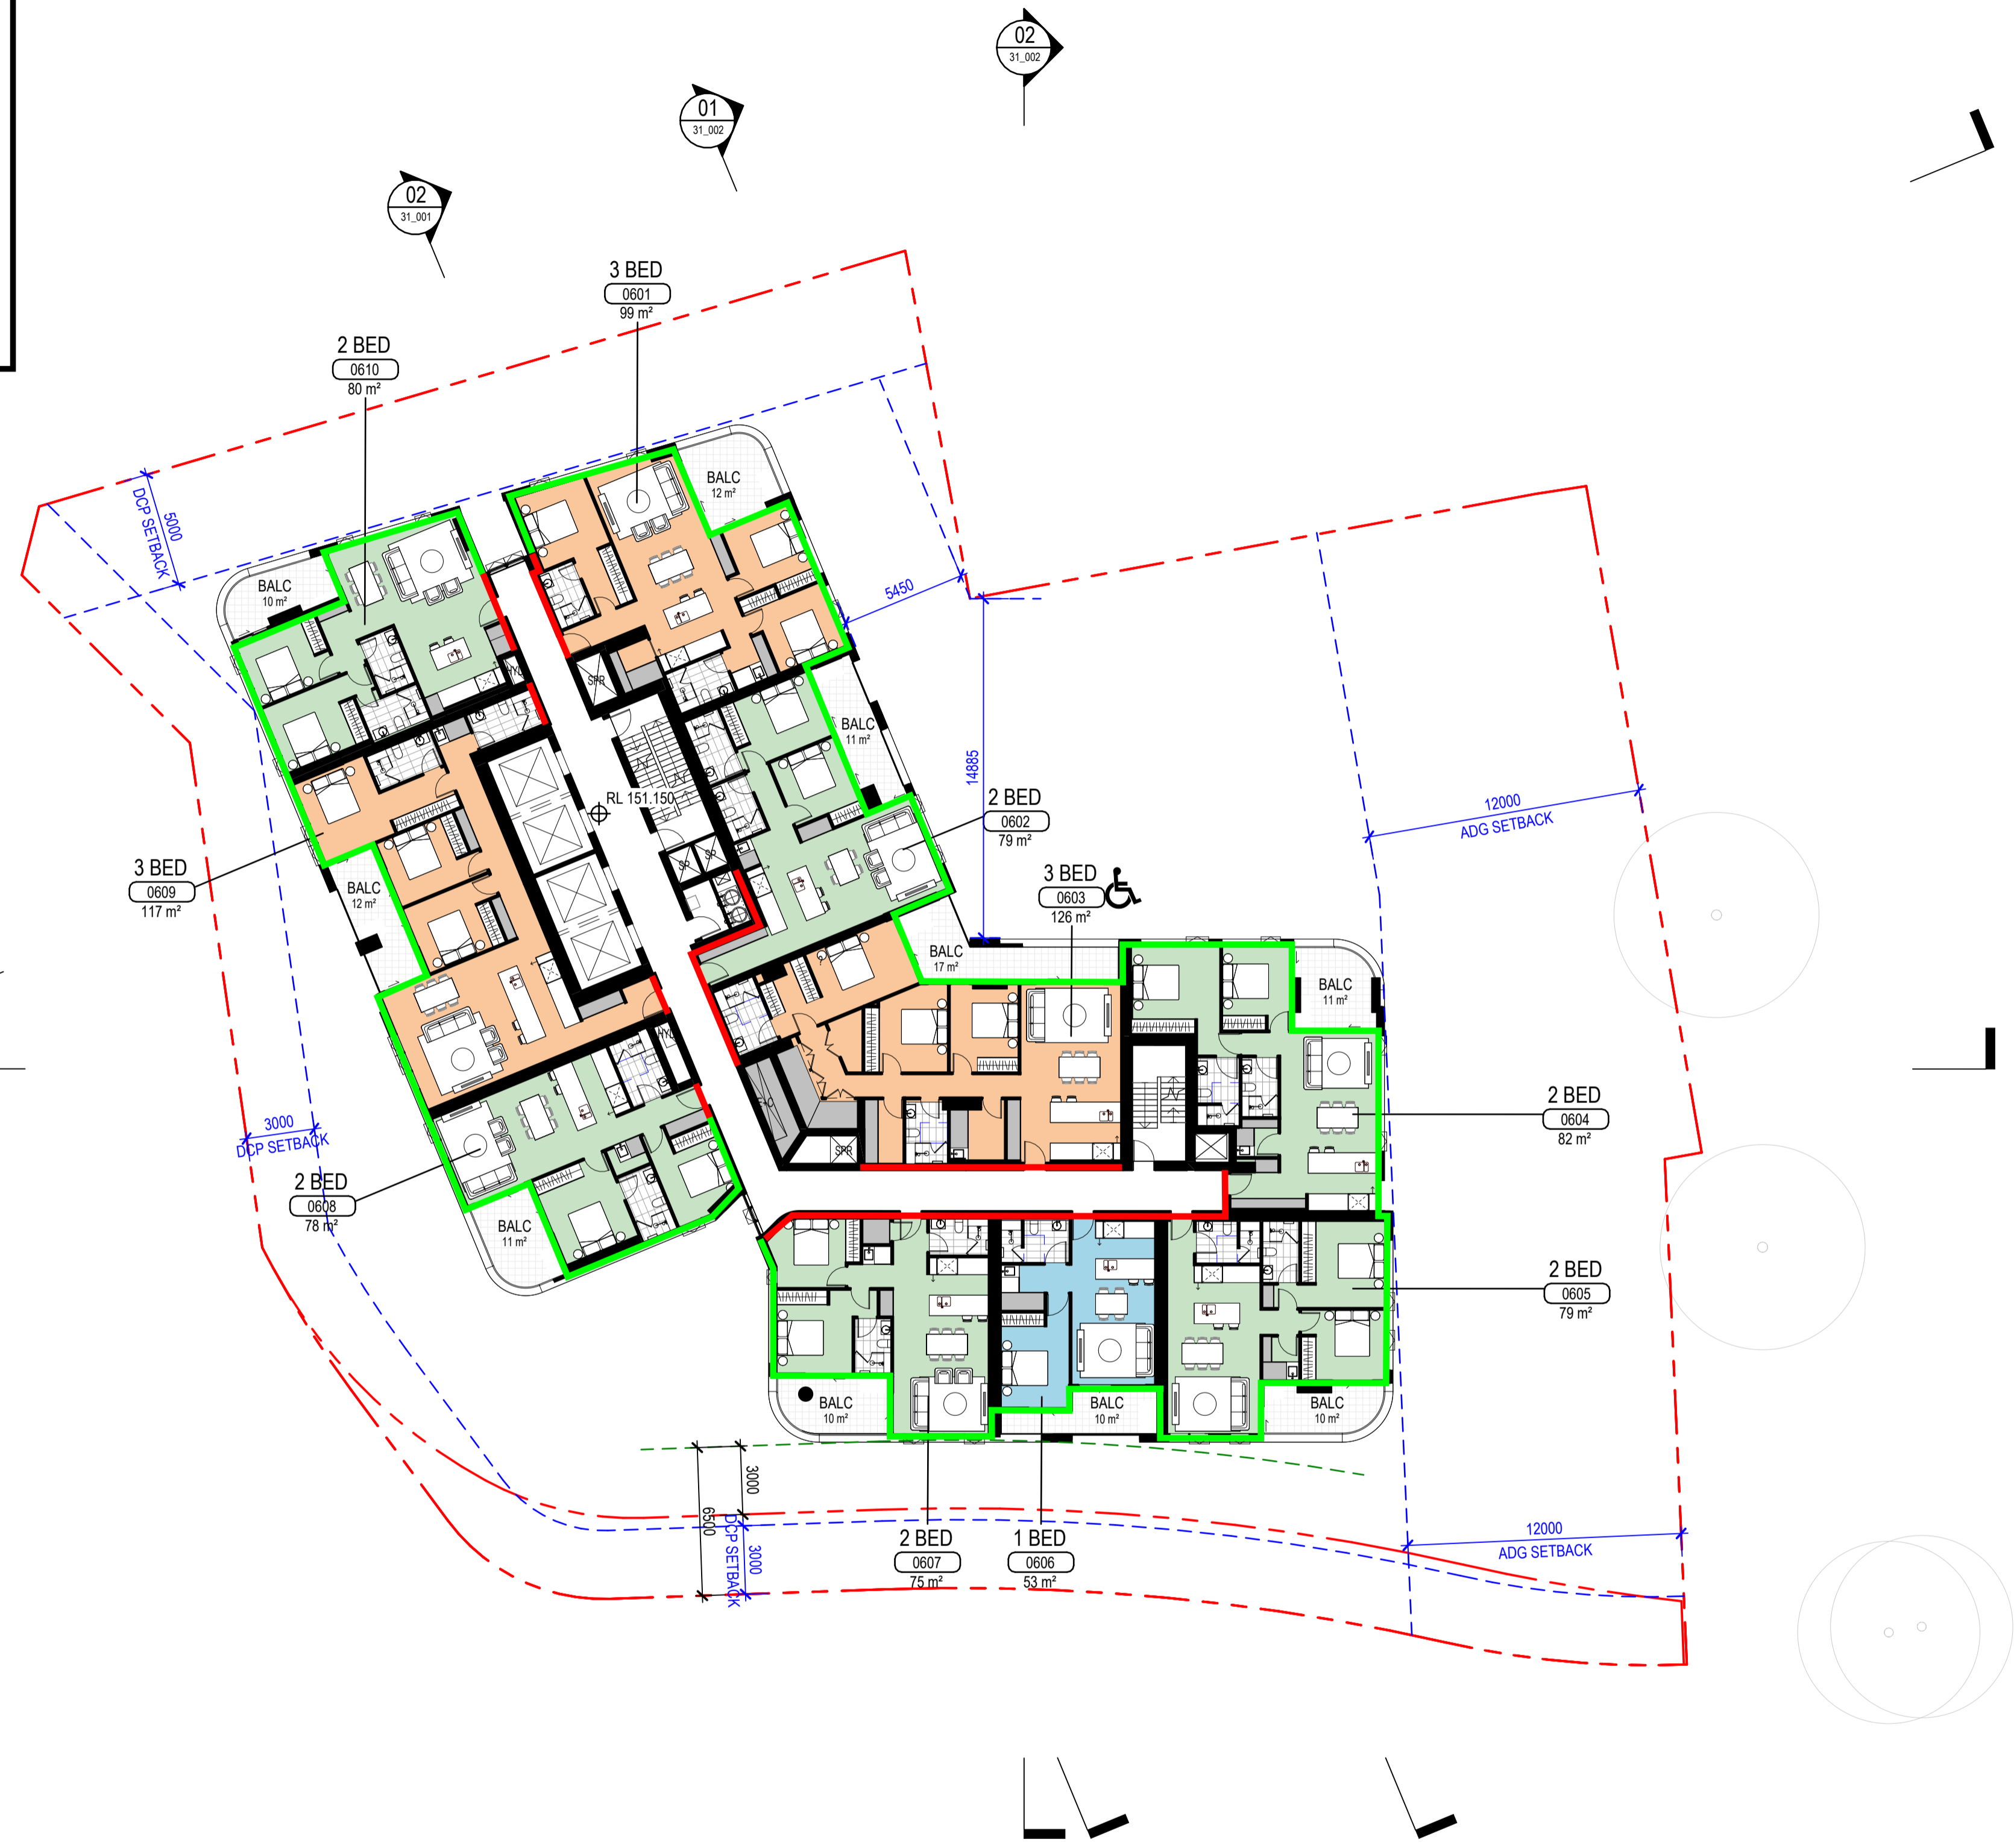 02
31_002
01
31_002
02
31_001
3 BED
0601
99 m²
2 BED
0610
80 m²
BALC
12 m²
5000
DCP SETBACK
BALC
10 m²
5450
SPR
HYD
BALC
11 m²
RL 151.150
14885
2 BED
0602
79 m²
12000
ADG SETBACK
SP
SP
3 BED
0609
117 m²
BALC
12 m²
3 BED
0603
126 m²
BALC
17 m²
BALC
11 m²
HYD
2 BED
0604
82 m²
3000
DCP SETBACK
SPR
2 BED
0608
78 m²
BALC
11 m²
2 BED
0605
79 m²
BALC
10 m²
BALC
10 m²
BALC
10 m²
3000
6500
DCP SETBACK
3000
2 BED
0607
75 m²
1 BED
0606
53 m²
12000
ADG SETBACK